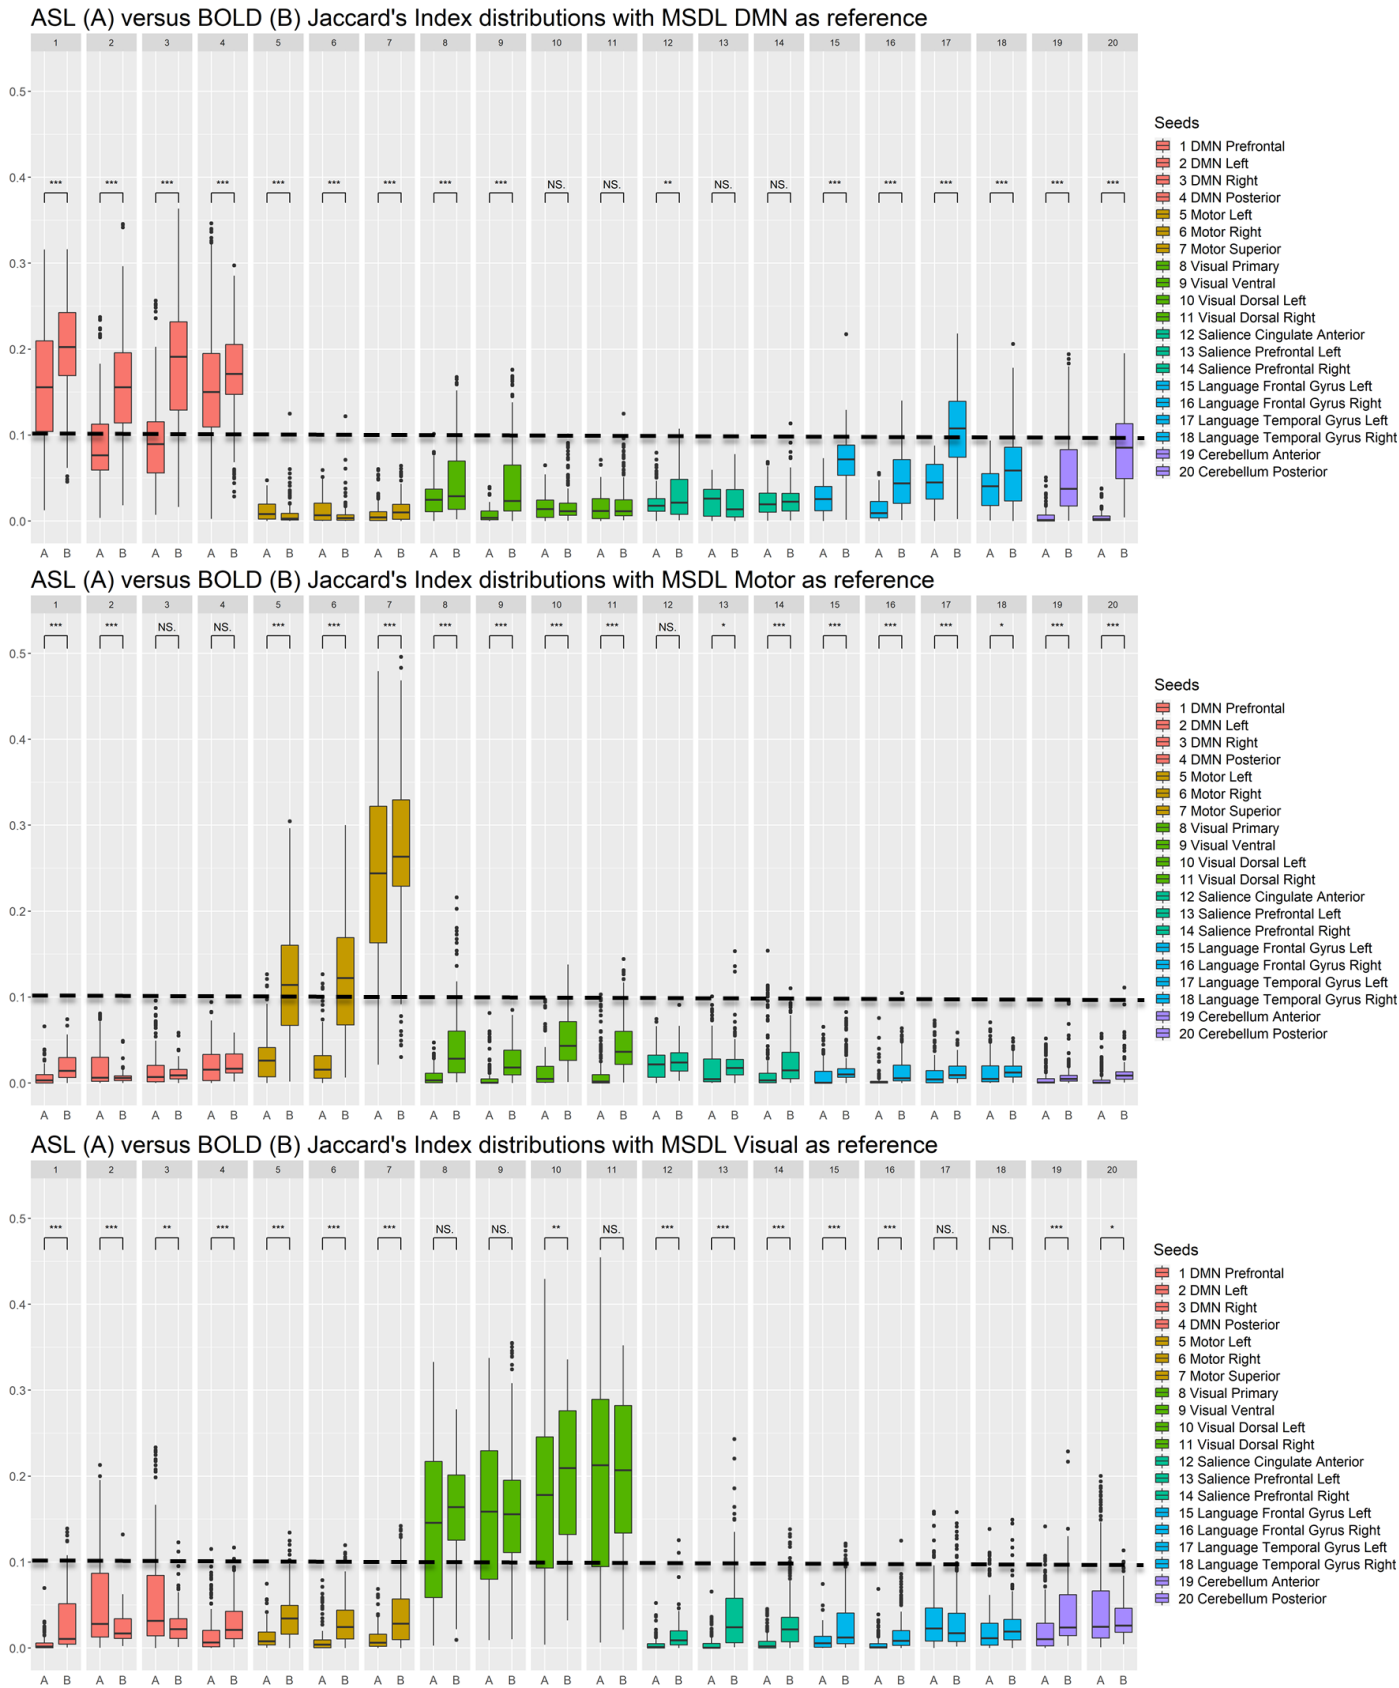 ASL (A) versus BOLD (B) Jaccard's Index distributions with MSDL DMN as reference
1 2 3 4 5 6 7 8 9 10 11 12 13 14 15 16 17 18 19 20
0.5
0.4
*** *** *** *** *** *** *** *** *** NS. NS. ** NS. NS. *** *** *** *** *** ***
0.3
0.2
0.1
0.0
A B A B A B A B A B A B A B A B A B A B A B A B A B A B A B A B A B A B A B A B
Seeds
1 DMN Prefrontal
2 DMN Left
3 DMN Right
4 DMN Posterior
5 Motor Left
6 Motor Right
7 Motor Superior
8 Visual Primary
9 Visual Ventral
10 Visual Dorsal Left
11 Visual Dorsal Right
12 Salience Cingulate Anterior
13 Salience Prefrontal Left
14 Salience Prefrontal Right
15 Language Frontal Gyrus Left
16 Language Frontal Gyrus Right
17 Language Temporal Gyrus Left
18 Language Temporal Gyrus Right
19 Cerebellum Anterior
20 Cerebellum Posterior
ASL (A) versus BOLD (B) Jaccard's Index distributions with MSDL Motor as reference
1 2 3 4 5 6 7 8 9 10 11 12 13 14 15 16 17 18 19 20
*** *** NS. NS. *** *** *** *** *** *** *** NS. * *** *** *** *** * *** ***
0.5
0.4
0.3
0.2
0.1
0.0
A B A B A B A B A B A B A B A B A B A B A B A B A B A B A B A B A B A B A B A B
Seeds
1 DMN Prefrontal
2 DMN Left
3 DMN Right
4 DMN Posterior
5 Motor Left
6 Motor Right
7 Motor Superior
8 Visual Primary
9 Visual Ventral
10 Visual Dorsal Left
11 Visual Dorsal Right
12 Salience Cingulate Anterior
13 Salience Prefrontal Left
14 Salience Prefrontal Right
15 Language Frontal Gyrus Left
16 Language Frontal Gyrus Right
17 Language Temporal Gyrus Left
18 Language Temporal Gyrus Right
19 Cerebellum Anterior
20 Cerebellum Posterior
ASL (A) versus BOLD (B) Jaccard's Index distributions with MSDL Visual as reference
1 2 3 4 5 6 7 8 9 10 11 12 13 14 15 16 17 18 19 20
0.5
*** *** ** *** *** *** *** NS. NS. ** NS. *** *** *** *** *** NS. NS. *** *
0.4
0.3
0.2
0.1
0.0
A B A B A B A B A B A B A B A B A B A B A B A B A B A B A B A B A B A B A B A B
Seeds
1 DMN Prefrontal
2 DMN Left
3 DMN Right
4 DMN Posterior
5 Motor Left
6 Motor Right
7 Motor Superior
8 Visual Primary
9 Visual Ventral
10 Visual Dorsal Left
11 Visual Dorsal Right
12 Salience Cingulate Anterior
13 Salience Prefrontal Left
14 Salience Prefrontal Right
15 Language Frontal Gyrus Left
16 Language Frontal Gyrus Right
17 Language Temporal Gyrus Left
18 Language Temporal Gyrus Right
19 Cerebellum Anterior
20 Cerebellum Posterior